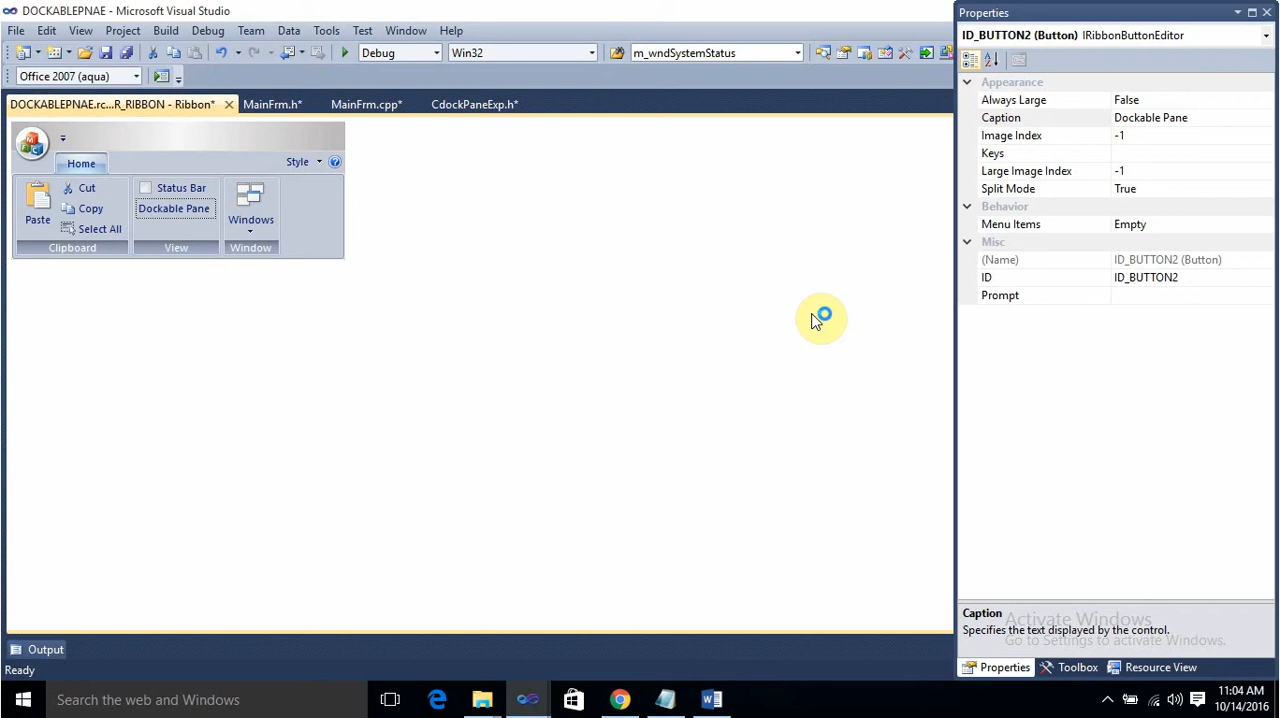 DOCKABLEPNAE - Microsoft Visual Studio
File Edit View Project Build Debug Team Data Tools Test Window Help
Debug Win32 m_wndSystemStatus
Office 2007 (aqua)
DOCKABLEPNAE.rc...R_RIBBON - Ribbon* MainFrm.h* MainFrm.cpp* CdockPaneExp.h*
Home Style
Cut Status Bar
Paste Copy Dockable Pane Windows
Select All
Clipboard View Window
Properties
ID_BUTTON2 (Button) IRibbonButtonEditor
Appearance
Always Large False
Caption Dockable Pane
Image Index -1
Keys
Large Image Index -1
Split Mode True
Behavior
Menu Items Empty
Misc
(Name) ID_BUTTON2 (Button)
ID ID_BUTTON2
Prompt
Caption
Specifies the text displayed by the control.
Activate Windows
Go to Settings to activate Windows.
Properties Toolbox Resource View
Output
Ready
Search the web and Windows
11:04 AM
10/14/2016